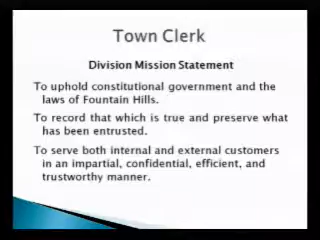 Town Clerk
Division Mission Statement
To uphold constitutional government and the
laws of Fountain Hills.
To record that which is true and preserve what
has been entrusted.
To serve both internal and external customers
in an impartial, confidential, efficient, and
trustworthy manner.